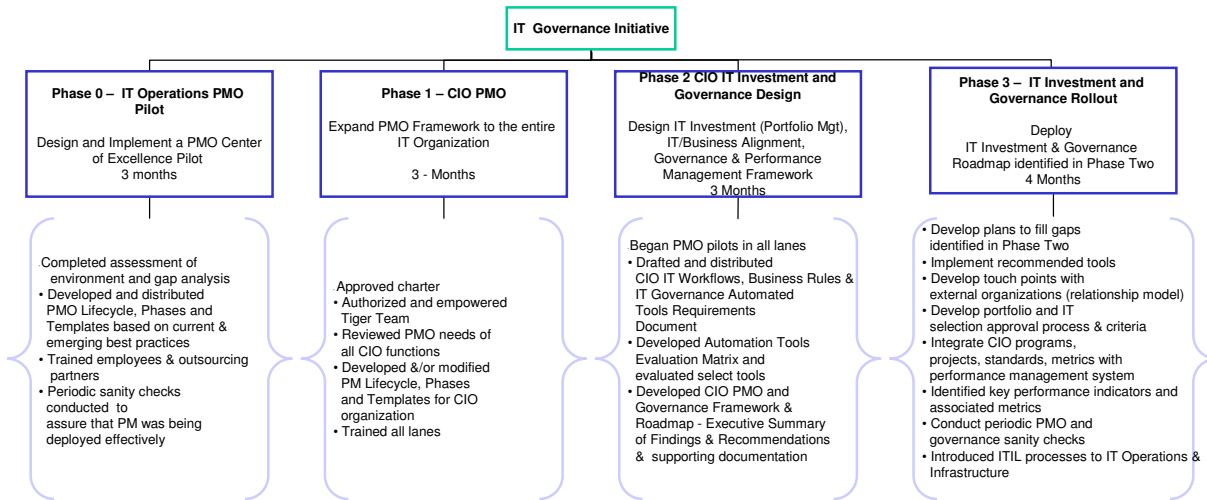 IT Governance Initiative
Phase 0 – IT Operations PMO
Pilot
Design and Implement a PMO Center
of Excellence Pilot
3 months
Phase 1 – CIO PMO
Expand PMO Framework to the entire
IT Organization
3 - Months
Phase 2 CIO IT Investment and
Governance Design
Design IT Investment (Portfolio Mgt),
IT/Business Alignment,
Governance & Performance
Management Framework
3 Months
Phase 3 – IT Investment and
Governance Rollout
Deploy
IT Investment & Governance
Roadmap identified in Phase Two
4 Months
.Completed assessment of
environment and gap analysis
• Developed and distributed
PMO Lifecycle, Phases and
Templates based on current &
emerging best practices
• Trained employees & outsourcing
partners
• Periodic sanity checks
conducted to
assure that PM was being
deployed effectively
.Approved charter
• Authorized and empowered
Tiger Team
• Reviewed PMO needs of
all CIO functions
• Developed &/or modified
PM Lifecycle, Phases
and Templates for CIO
organization
• Trained all lanes
.Began PMO pilots in all lanes
• Drafted and distributed
CIO IT Workflows, Business Rules &
IT Governance Automated
Tools Requirements
Document
• Developed Automation Tools
Evaluation Matrix and
evaluated select tools
• Developed CIO PMO and
Governance Framework &
Roadmap - Executive Summary
of Findings & Recommendations
& supporting documentation
• Develop plans to fill gaps
identified in Phase Two
• Implement recommended tools
• Develop touch points with
external organizations (relationship model)
• Develop portfolio and IT
selection approval process & criteria
• Integrate CIO programs,
projects, standards, metrics with
performance management system
• Identified key performance indicators and
associated metrics
• Conduct periodic PMO and
governance sanity checks
• Introduced ITIL processes to IT Operations &
Infrastructure